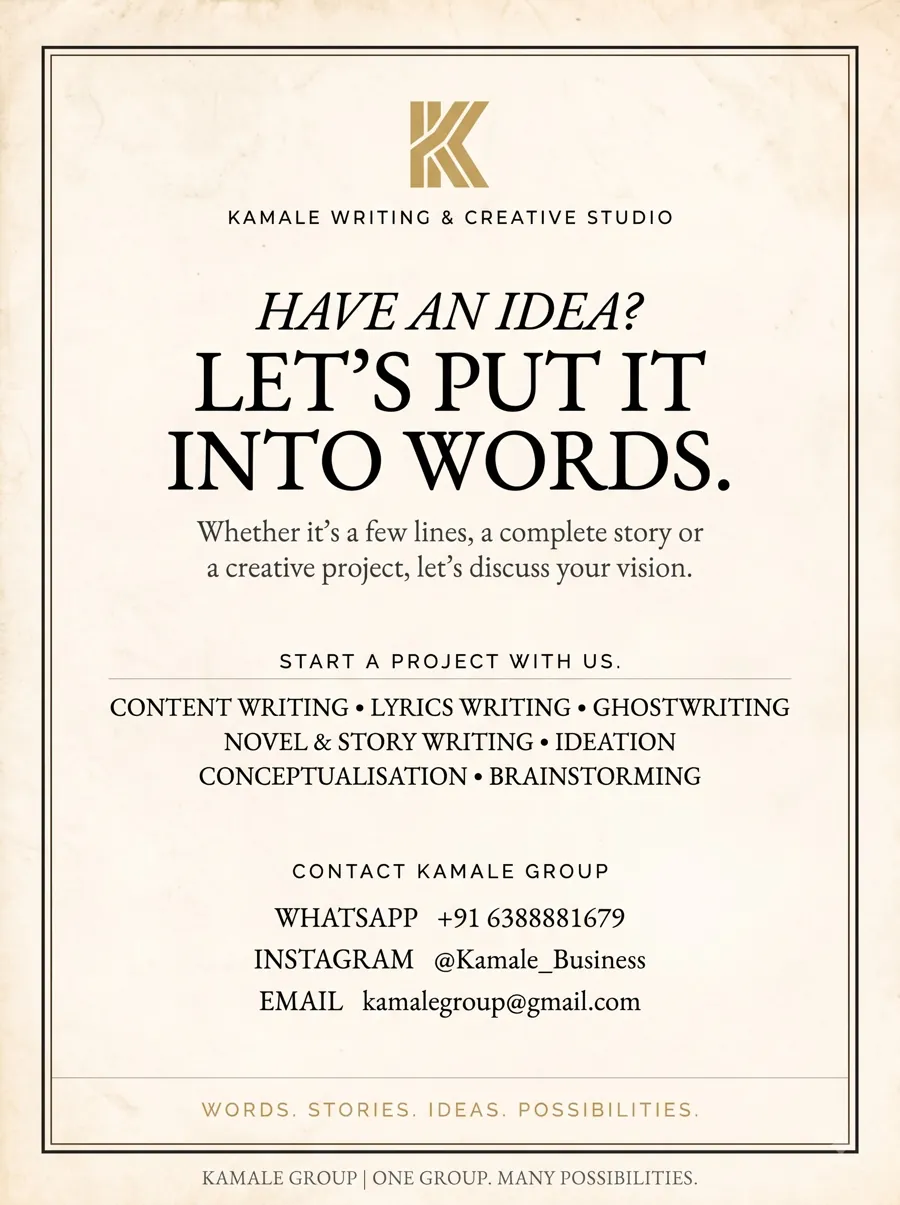 KAMALE WRITING & CREATIVE STUDIO
HAVE AN IDEA?
LET’S PUT IT
INTO WORDS.
Whether it’s a few lines, a complete story or
a creative project, let’s discuss your vision.
START A PROJECT WITH US.
CONTENT WRITING • LYRICS WRITING • GHOSTWRITING
NOVEL & STORY WRITING • IDEATION
CONCEPTUALISATION • BRAINSTORMING
CONTACT KAMALE GROUP
WHATSAPP +91 6388881679
INSTAGRAM @Kamale_Business
EMAIL kamalegroup@gmail.com
WORDS. STORIES. IDEAS. POSSIBILITIES.
KAMALE GROUP | ONE GROUP. MANY POSSIBILITIES.